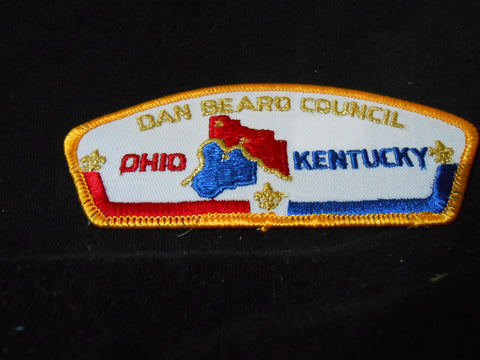 DAN BEARD COUNCIL
OHIO KENTUCKY